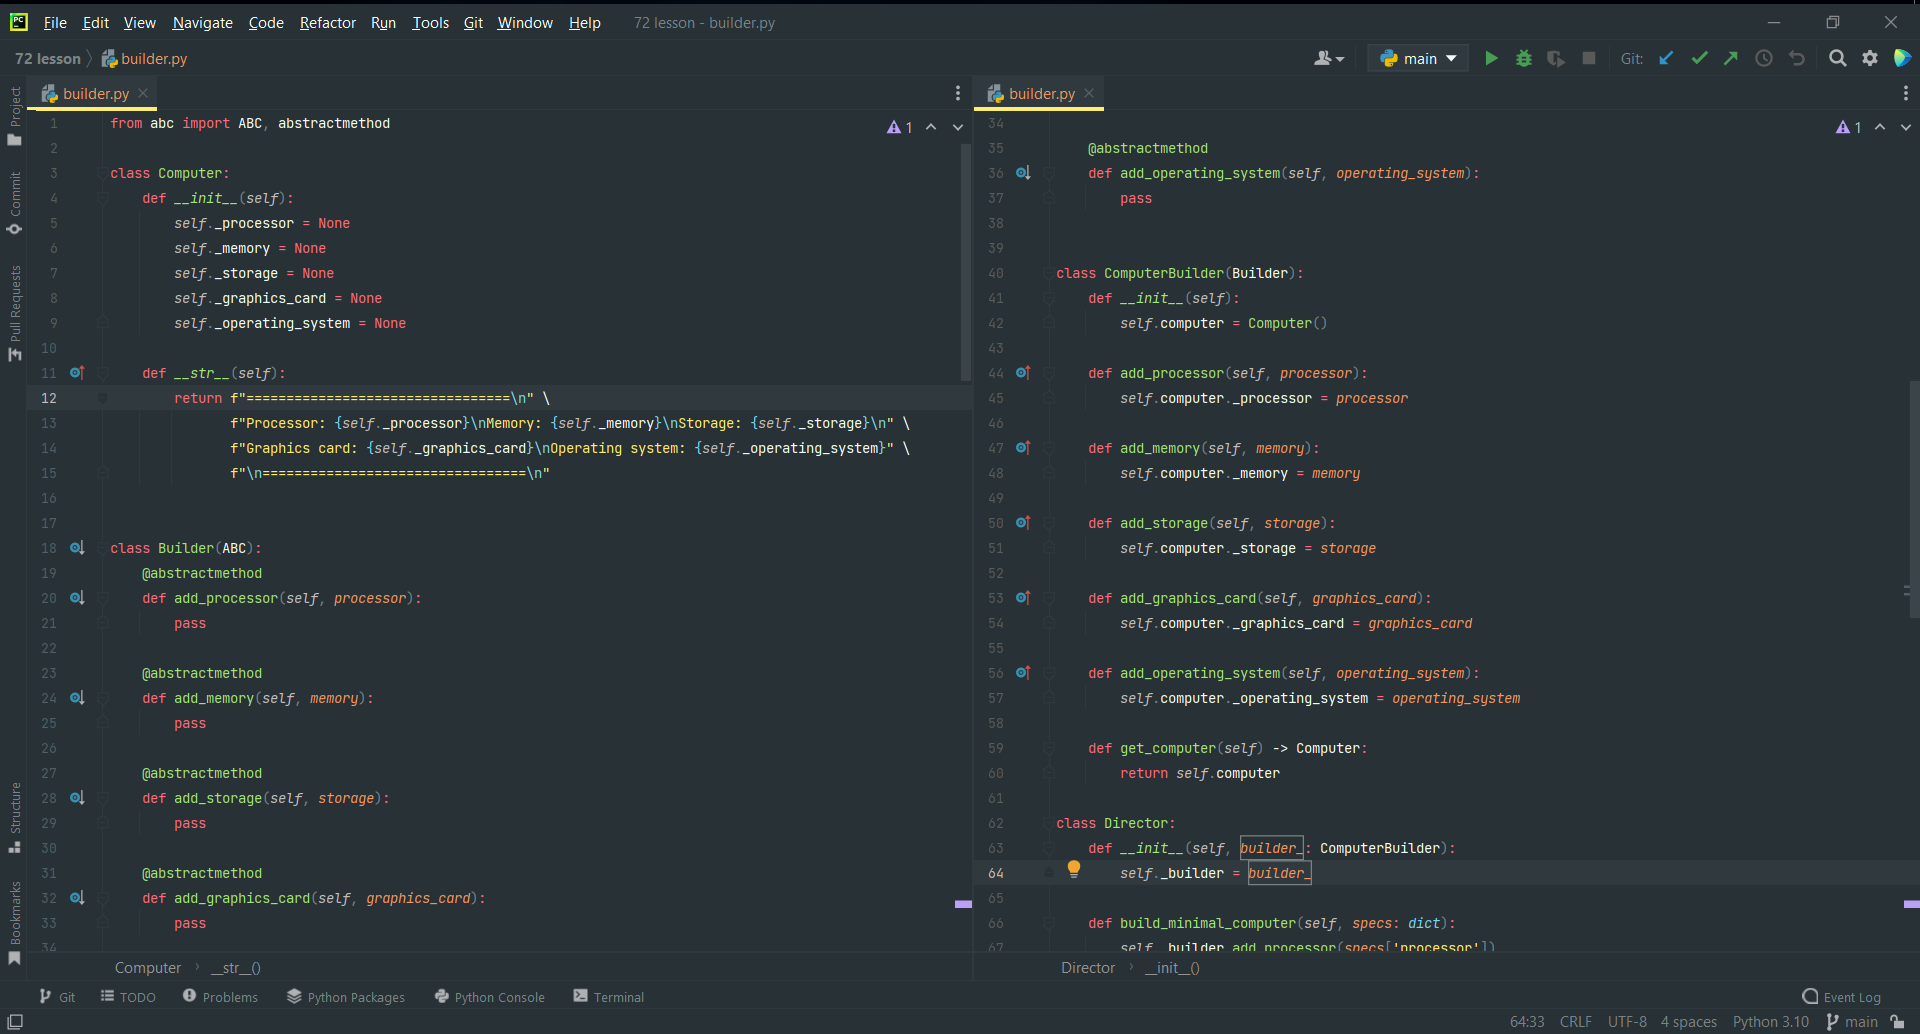 PC File Edit View Navigate Code Refactor Run Tools Git Window Help 72 lesson - builder.py
72 lesson builder.py main Git:
builder.py
1 from abc import ABC, abstractmethod
2
3 class Computer:
4 def __init__(self):
5 self._processor = None
6 self._memory = None
7 self._storage = None
8 self._graphics_card = None
9 self._operating_system = None
10
11 def __str__(self):
12 return f"=================================\n" \
13 f"Processor: {self._processor}\nMemory: {self._memory}\nStorage: {self._storage}\n" \
14 f"Graphics card: {self._graphics_card}\nOperating system: {self._operating_system}" \
15 f"\n=================================\n"
16
17
18 class Builder(ABC):
19 @abstractmethod
20 def add_processor(self, processor):
21 pass
22
23 @abstractmethod
24 def add_memory(self, memory):
25 pass
26
27 @abstractmethod
28 def add_storage(self, storage):
29 pass
30
31 @abstractmethod
32 def add_graphics_card(self, graphics_card):
33 pass
34
1
Computer __str__()
builder.py
34
35 @abstractmethod
36 def add_operating_system(self, operating_system):
37 pass
38
39
40 class ComputerBuilder(Builder):
41 def __init__(self):
42 self.computer = Computer()
43
44 def add_processor(self, processor):
45 self.computer._processor = processor
46
47 def add_memory(self, memory):
48 self.computer._memory = memory
49
50 def add_storage(self, storage):
51 self.computer._storage = storage
52
53 def add_graphics_card(self, graphics_card):
54 self.computer._graphics_card = graphics_card
55
56 def add_operating_system(self, operating_system):
57 self.computer._operating_system = operating_system
58
59 def get_computer(self) -> Computer:
60 return self.computer
61
62 class Director:
63 def __init__(self, builder_: ComputerBuilder):
64 self._builder = builder_
65
66 def build_minimal_computer(self, specs: dict):
67 self._builder.add_processor(specs['processor'])
1
Director __init__()
Project
Commit
Pull Requests
Structure
Bookmarks
Git TODO Problems Python Packages Python Console Terminal Event Log
64:33 CRLF UTF-8 4 spaces Python 3.10 main